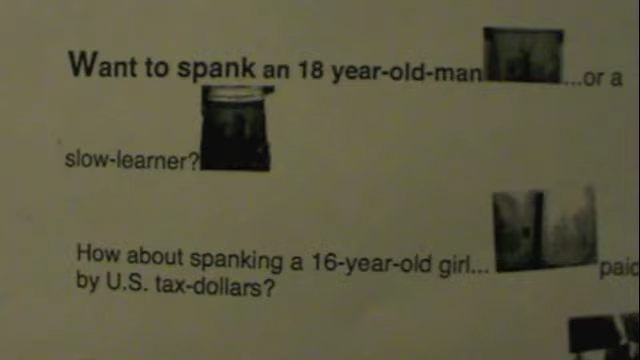 Want to spank an 18 year-old-man...or a
slow-learner?
How about spanking a 16-year-old girl... paid
by U.S. tax-dollars?